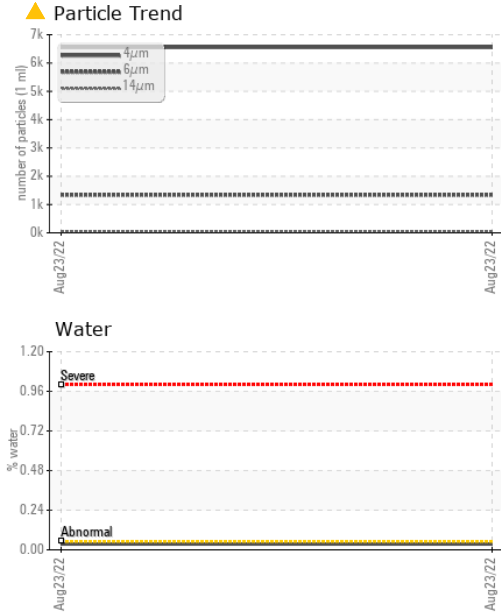 Particle Trend
number of particles (1 ml)
7k
6k
5k
4k
3k
2k
1k
0k
4μm
6μm
14μm
Aug23/22
Aug23/22
Water
% water
1.20
0.96
0.72
0.48
0.24
0.00
Severe
Abnormal
Aug23/22
Aug23/22